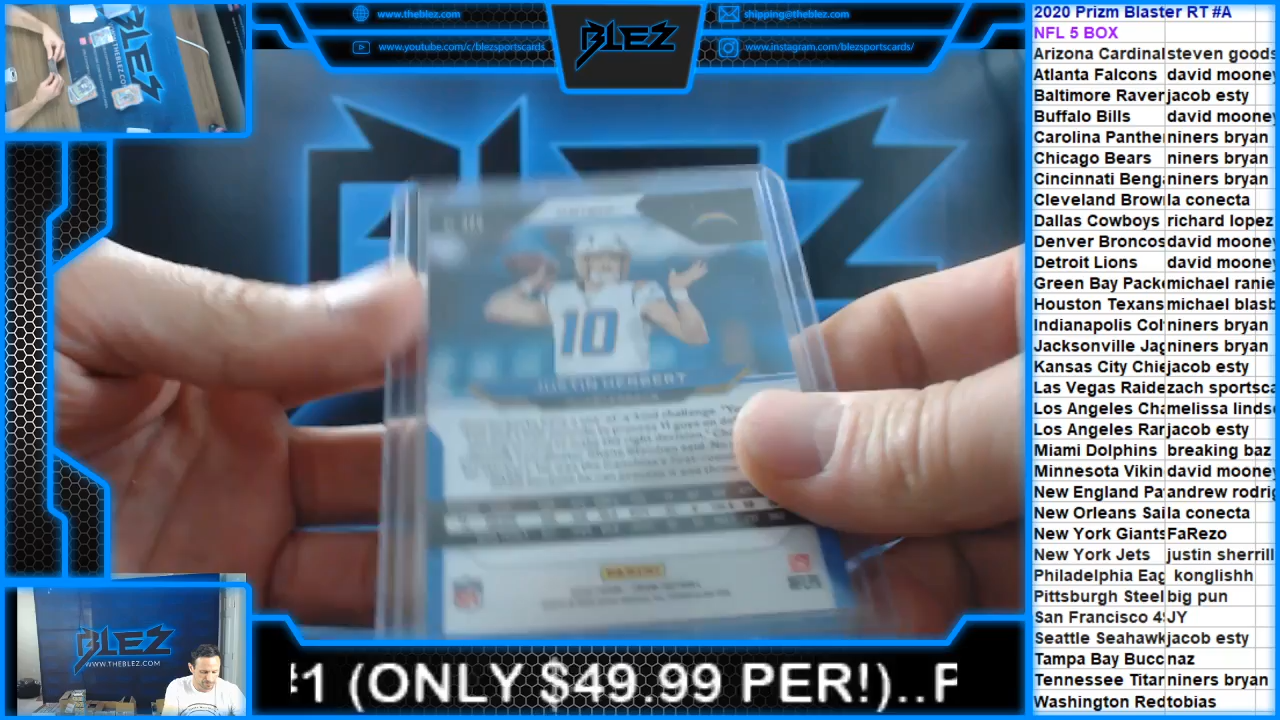 www.theblez.com
www.youtube.com/c/blezsportscards
BLEZ
shipping@theblez.com
www.instagram.com/blezsportscards/
2020 Prizm Blaster RT #A
NFL 5 BOX
Arizona Cardinal steven goods
Atlanta Falcons david mooney
Baltimore Raver jacob esty
Buffalo Bills david mooney
Carolina Panthe niners bryan
Chicago Bears niners bryan
Cincinnati Beng niners bryan
Cleveland Brow la conecta
Dallas Cowboys richard lopez
Denver Broncos david mooney
Detroit Lions david mooney
Green Bay Pack michael ranie
Houston Texans michael blasb
Indianapolis Col niners bryan
Jacksonville Jag niners bryan
Kansas City Chie jacob esty
Las Vegas Raide zach sportsca
Los Angeles Cha melissa linds
Los Angeles Rar jacob esty
Miami Dolphins breaking baz
Minnesota Vikin david mooney
New England Pa andrew rodrig
New Orleans Sai la conecta
New York Giants FaRezo
New York Jets justin sherrill
Philadelphia Eag konglishh
Pittsburgh Steel big pun
San Francisco 4 JY
Seattle Seahawk jacob esty
Tampa Bay Bucc naz
Tennessee Titar niners bryan
Washington Red tobias
BLEZ
10
JUSTIN HERBERT
PANINI
NFL
BLEZ
WWW.THEBLEZ.COM
#1 (ONLY $49.99 PER!)..F